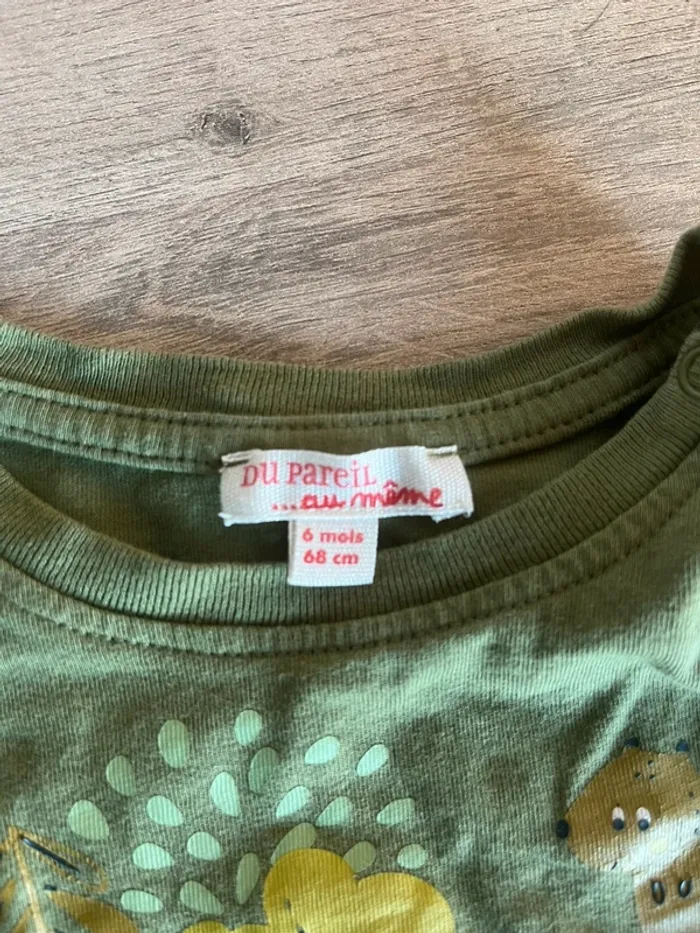 DU PAREIL
...au même
6 mois
68 cm